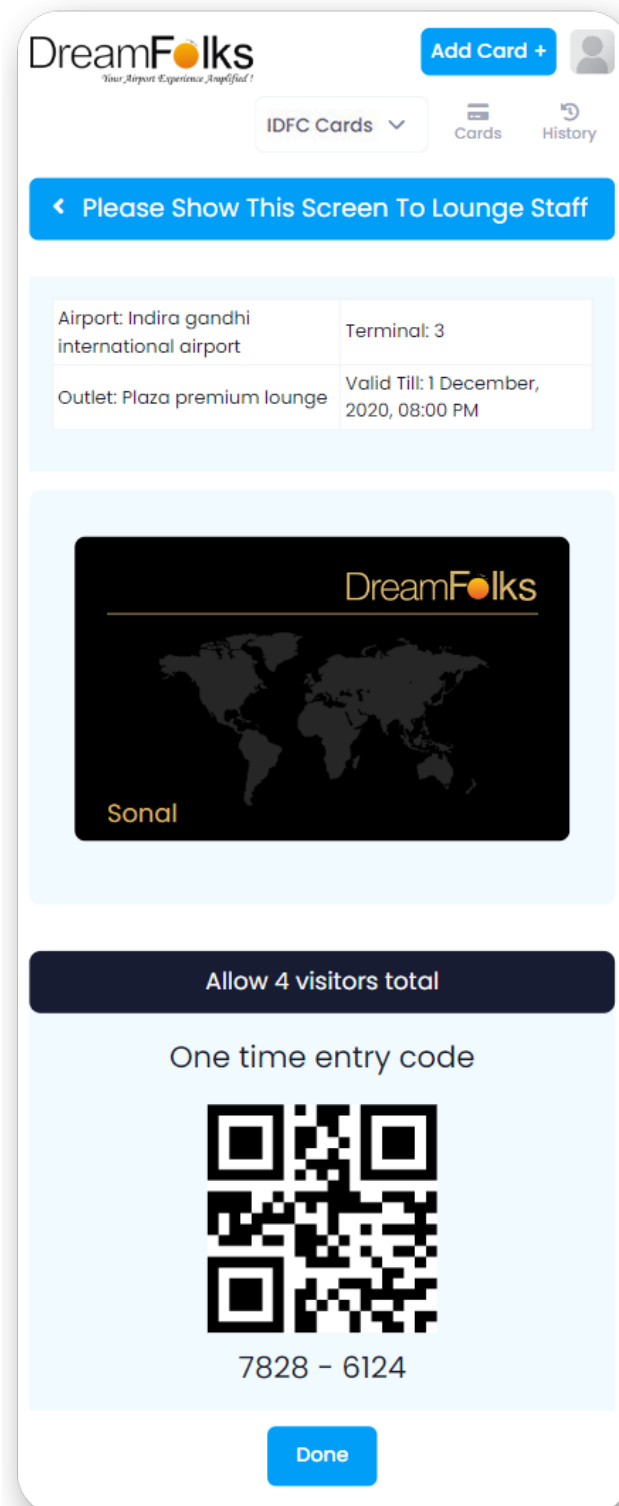 DreamFolks
Your Airport Experience Amplified !
Add Card +
IDFC Cards
Cards
History
Please Show This Screen To Lounge Staff
Airport: Indira gandhi
international airport
Terminal: 3
Outlet: Plaza premium lounge
Valid Till: 1 December,
2020, 08:00 PM
DreamFolks
Sonal
Allow 4 visitors total
One time entry code
7828 - 6124
Done